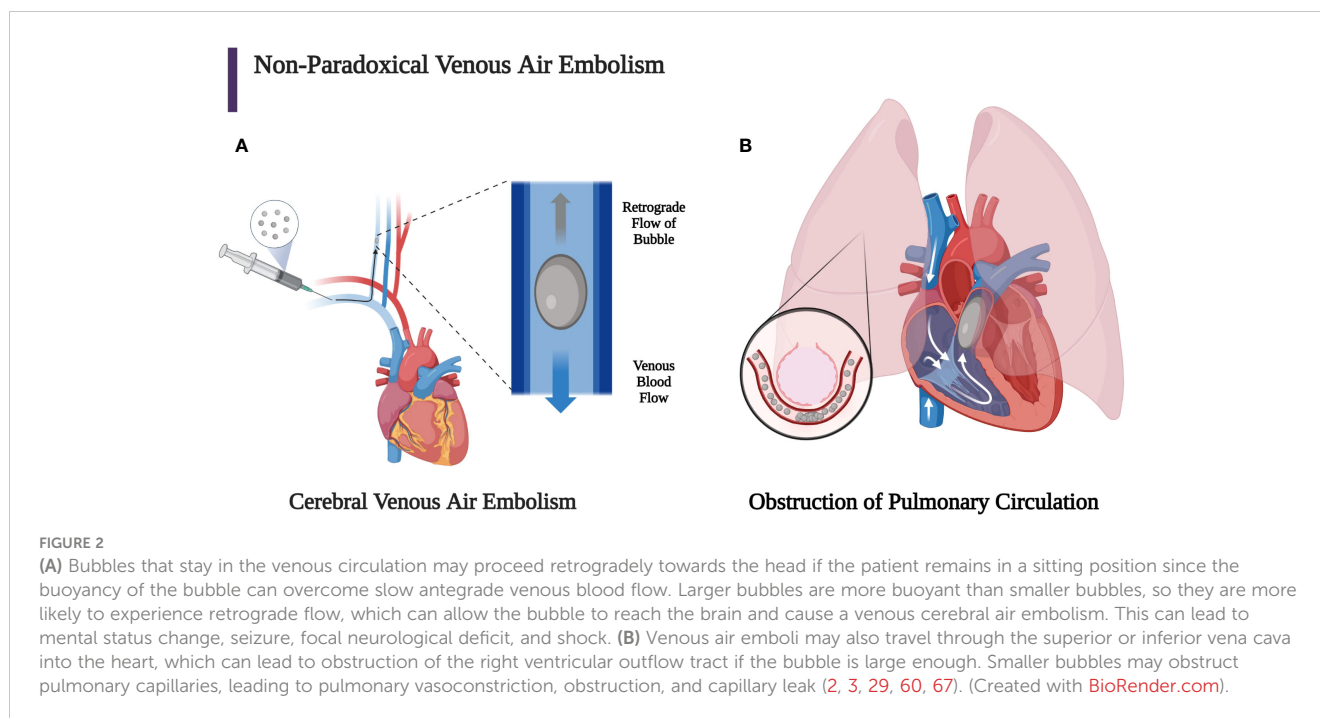 Non-Paradoxical Venous Air Embolism
A
B
Retrograde
Flow of
Bubble
Venous
Blood
Flow
Cerebral Venous Air Embolism
Obstruction of Pulmonary Circulation
FIGURE 2
(A) Bubbles that stay in the venous circulation may proceed retrogradely towards the head if the patient remains in a sitting position since the
buoyancy of the bubble can overcome slow antegrade venous blood flow. Larger bubbles are more buoyant than smaller bubbles, so they are more
likely to experience retrograde flow, which can allow the bubble to reach the brain and cause a venous cerebral air embolism. This can lead to
mental status change, seizure, focal neurological deficit, and shock. (B) Venous air emboli may also travel through the superior or inferior vena cava
into the heart, which can lead to obstruction of the right ventricular outflow tract if the bubble is large enough. Smaller bubbles may obstruct
pulmonary capillaries, leading to pulmonary vasoconstriction, obstruction, and capillary leak (2, 3, 29, 60, 67). (Created with BioRender.com).